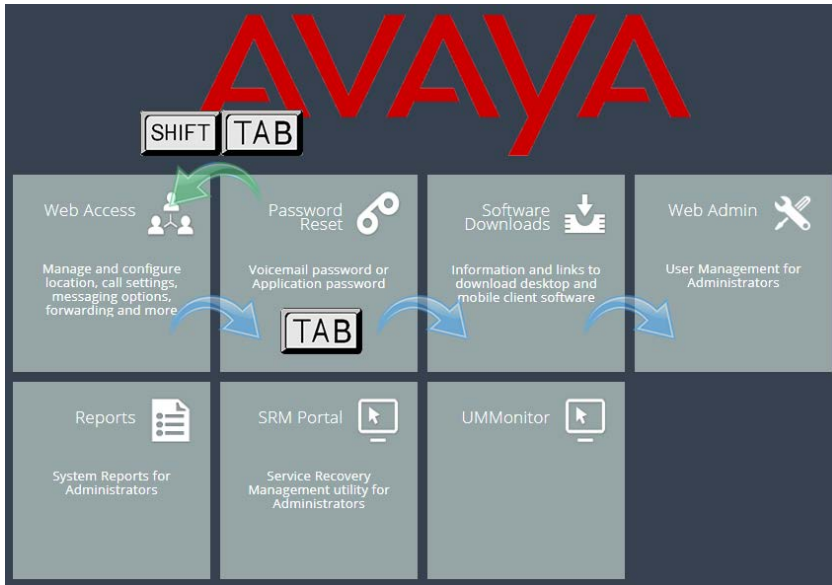 AVAYA
SHIFT TAB
Web Access
Manage and configure
location, call settings,
messaging options,
forwarding and more
Password
Reset
Voicemail password or
Application password
TAB
Software
Downloads
Information and links to
download desktop and
mobile client software
Web Admin
User Management for
Administrators
Reports
System Reports for
Administrators
SRM Portal
Service Recovery
Management utility for
Administrators
UMMonitor